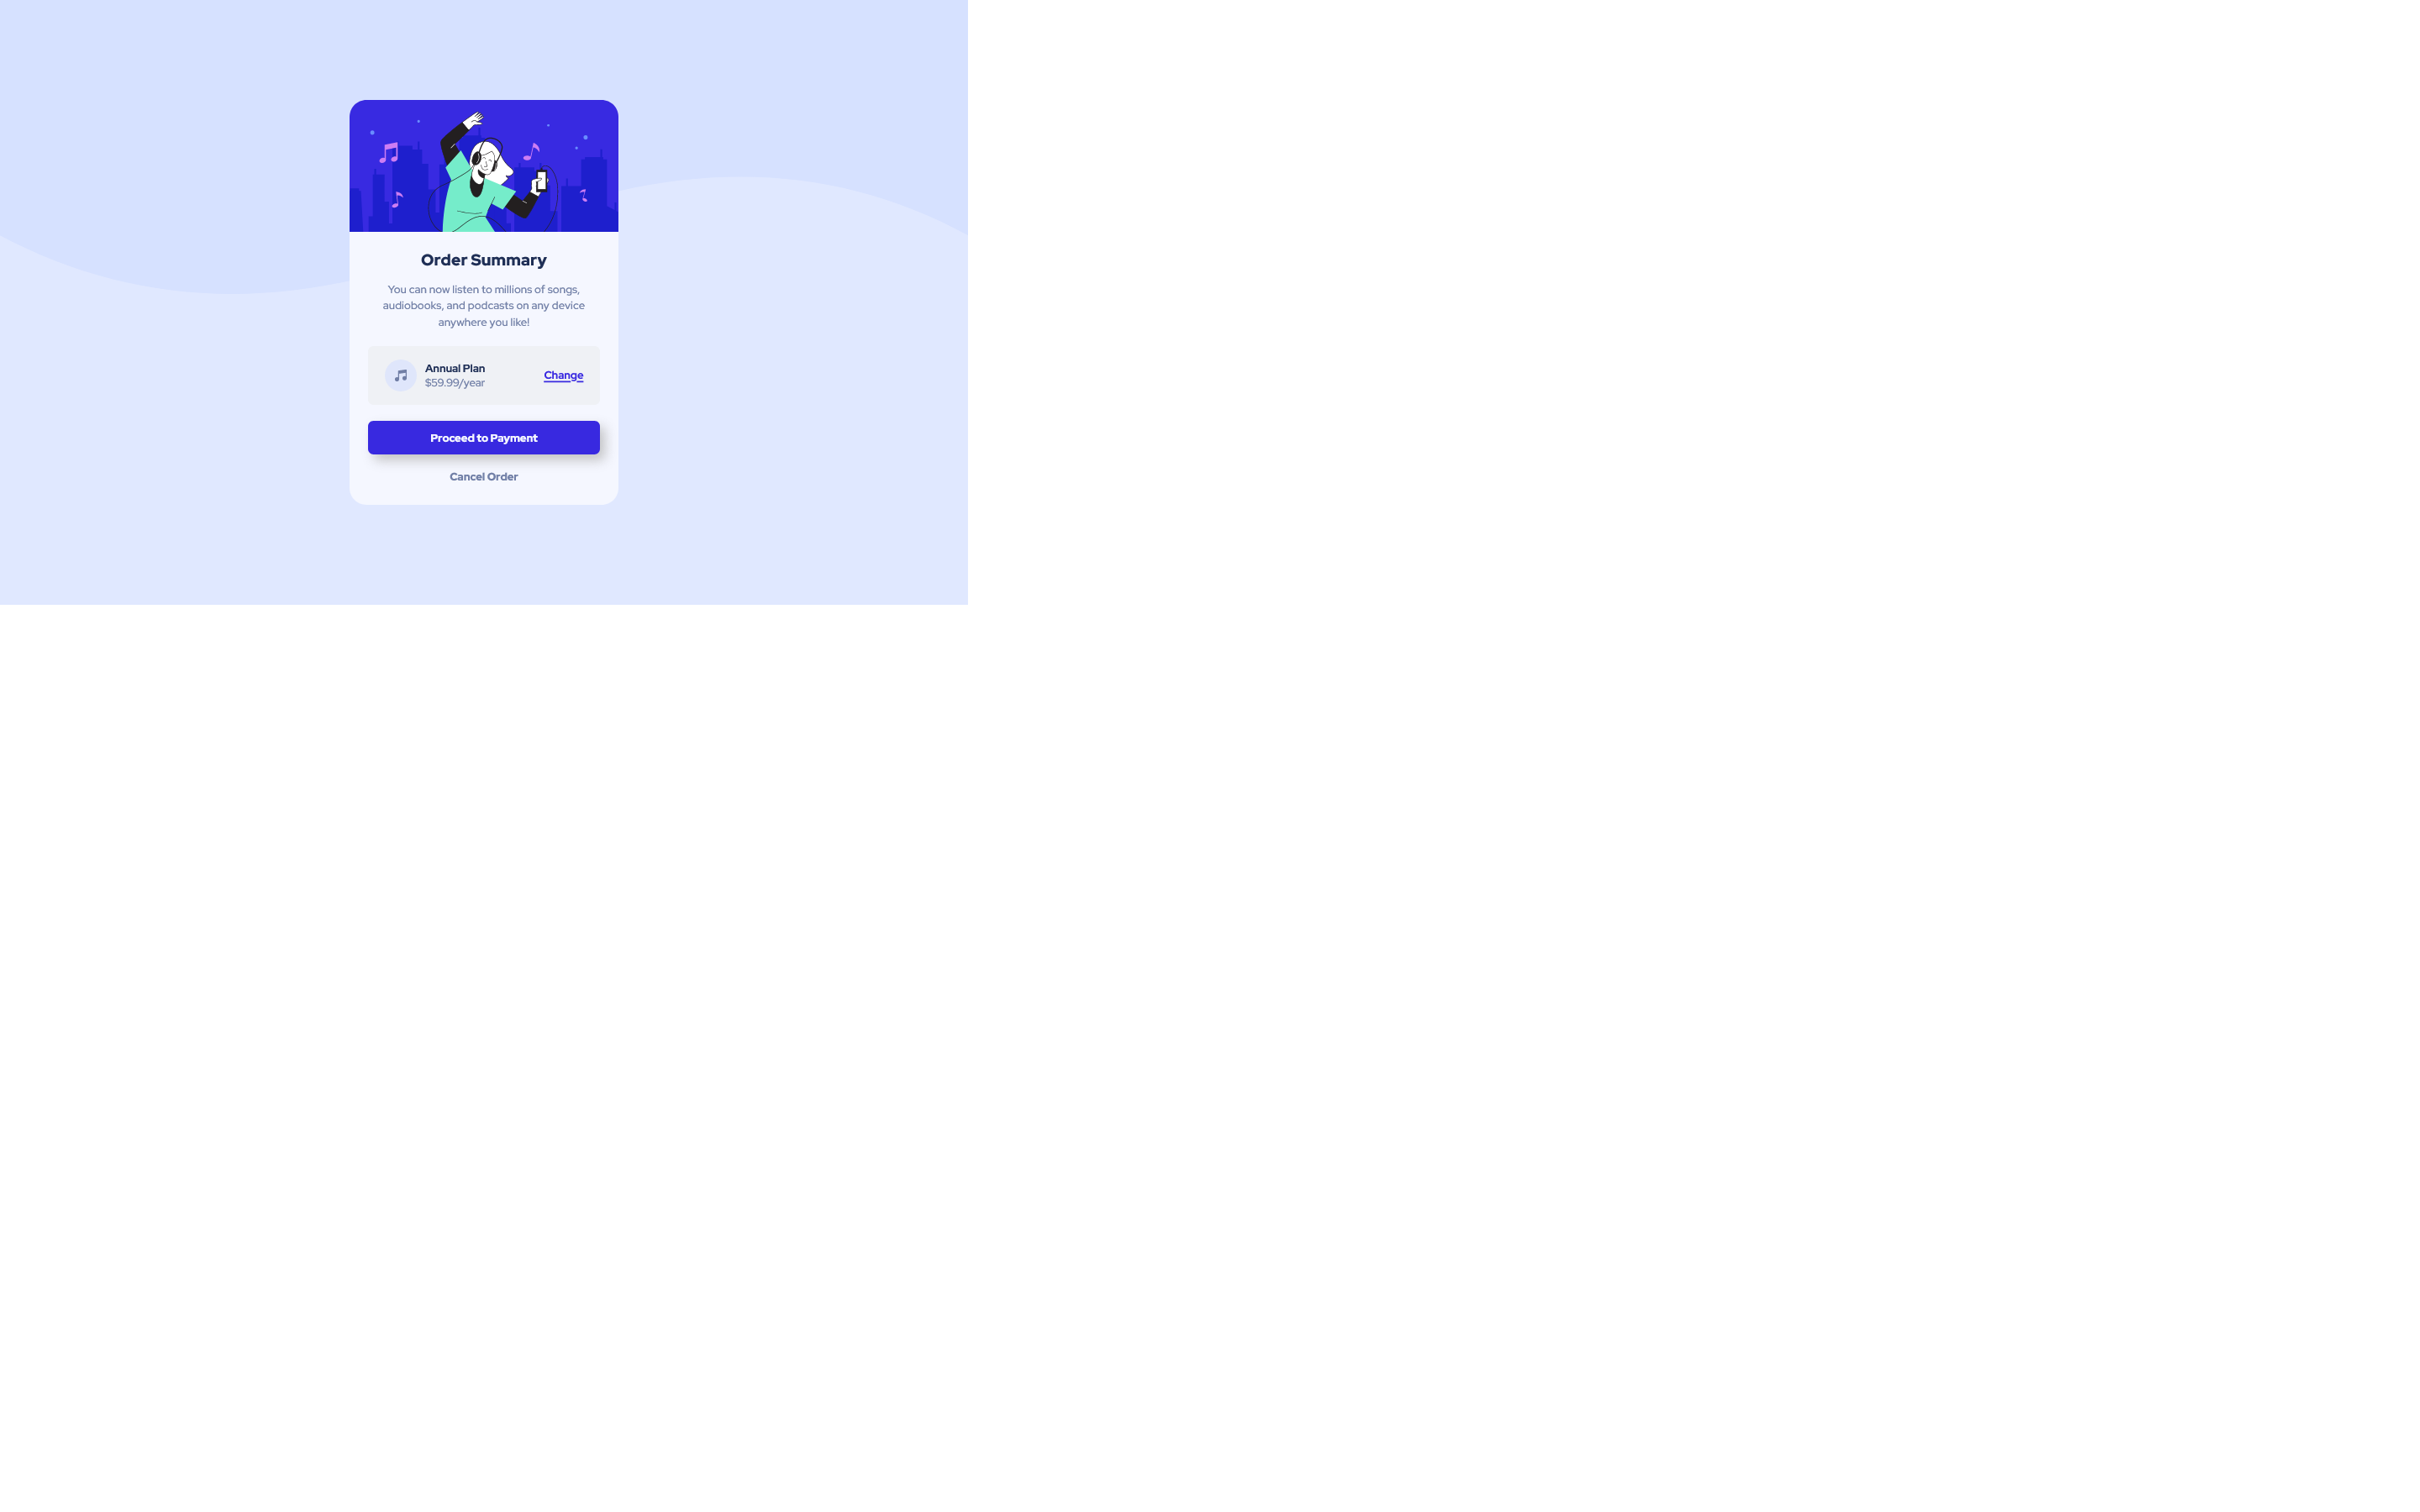 Order Summary
You can now listen to millions of songs,
audiobooks, and podcasts on any device
anywhere you like!
Annual Plan
$59.99/year
Change
Proceed to Payment
Cancel Order